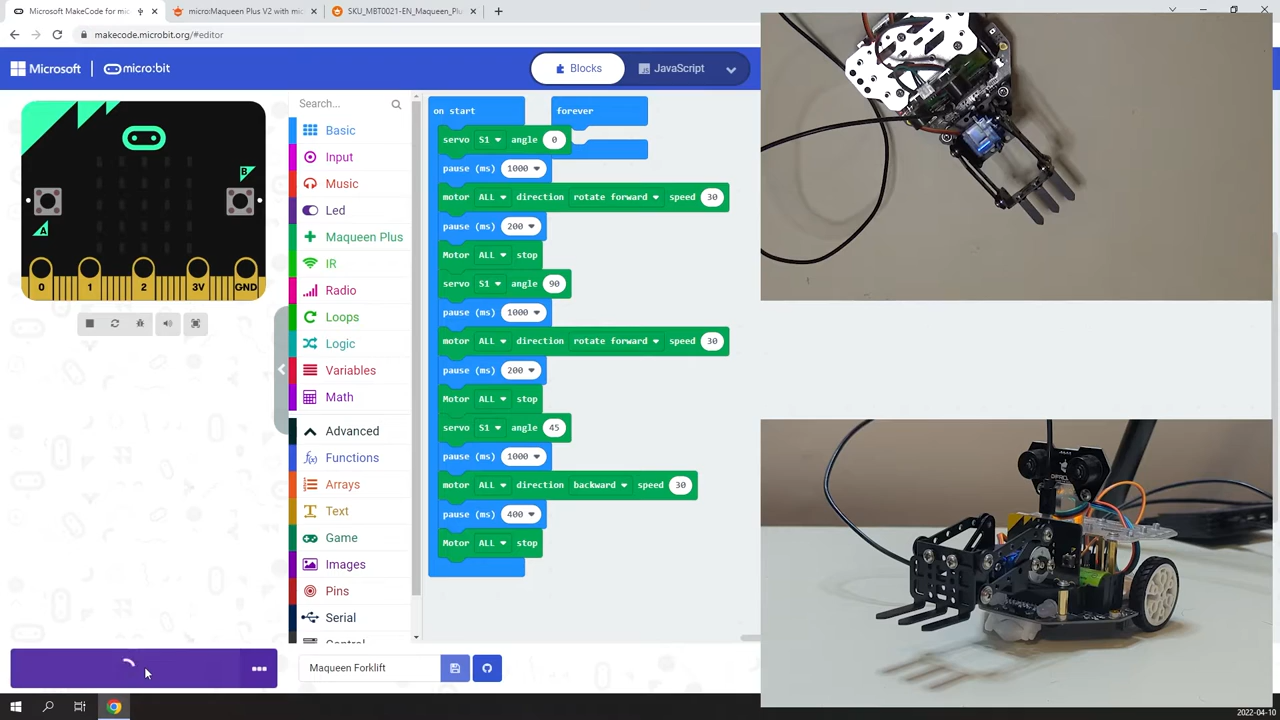 Microsoft MakeCode for micro:
micro:Maqueen Plus V2 with micr
SKU_MBT0021-EN_Maqueen_Plus_
makecode.microbit.org/#editor
Microsoft
micro:bit
Blocks
JavaScript
Search...
Basic
Input
Music
Led
Maqueen Plus
IR
Radio
Loops
Logic
Variables
Math
Advanced
Functions
Arrays
Text
Game
Images
Pins
Serial
Control
A
B
0 1 2 3V GND
on start
servo S1 angle 0
pause (ms) 1000
motor ALL direction rotate forward speed 30
pause (ms) 200
Motor ALL stop
servo S1 angle 90
pause (ms) 1000
motor ALL direction rotate forward speed 30
pause (ms) 200
Motor ALL stop
servo S1 angle 45
pause (ms) 1000
motor ALL direction backward speed 30
pause (ms) 400
Motor ALL stop
forever
Maqueen Forklift
2022-04-10